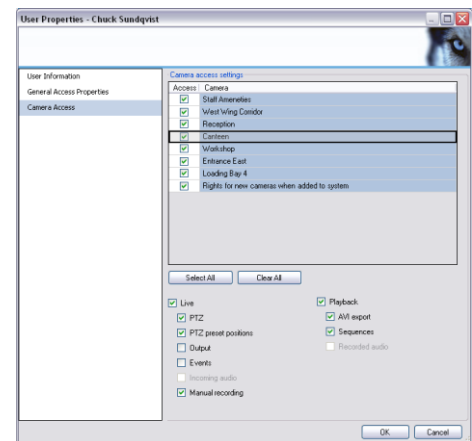 User Properties - Chuck Sundqvist
User Information
General Access Properties
Camera Access
Camera access settings
Access Camera
Staff Ameneties
West Wing Corridor
Reception
Canteen
Workshop
Entrance East
Loading Bay 4
Rights for new cameras when added to system
Select All Clear All
Live
PTZ
PTZ preset positions
Output
Events
Incoming audio
Manual recording
Playback
AVI export
Sequences
Recorded audio
OK Cancel